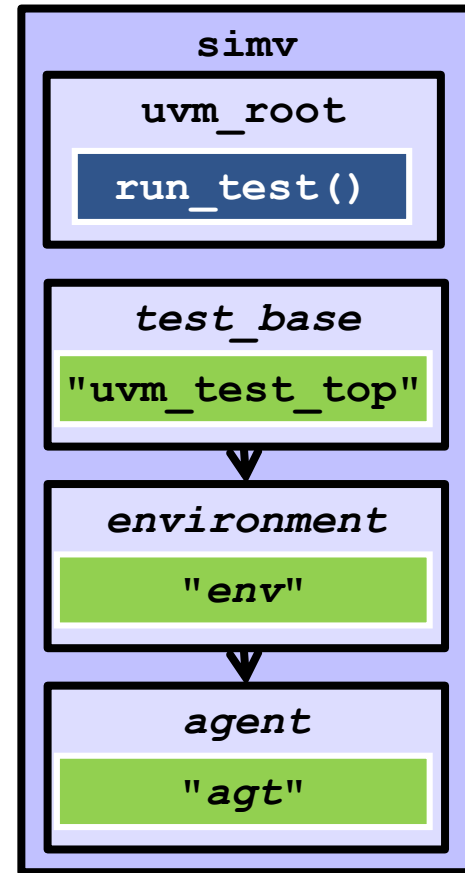 simv
uvm_root
run_test()
test_base
"uvm_test_top"
environment
"env"
agent
"agt"